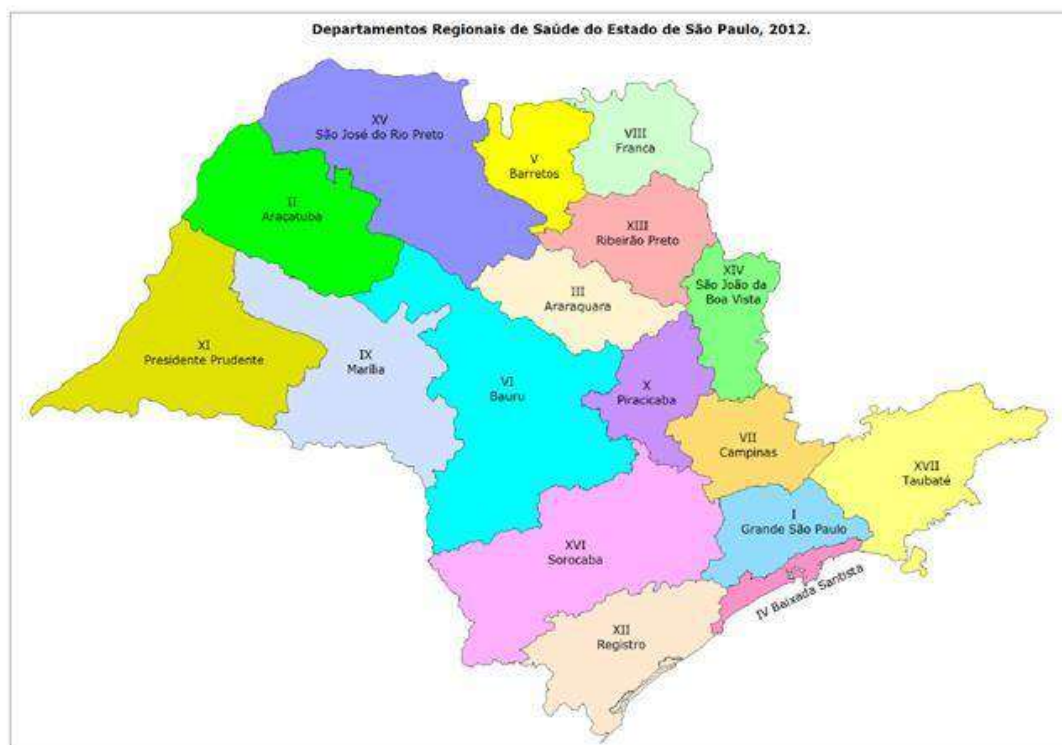 Departamentos Regionais de Saúde do Estado de São Paulo, 2012.
XV
São José do Rio Preto
VIII
Franca
V
Barretos
II
Araçatuba
XIII
Ribeirão Preto
XIV
São João da
Boa Vista
III
Araraquara
XI
Presidente Prudente
IX
Marília
VI
Bauru
X
Piracicaba
VII
Campinas
XVII
Taubaté
I
Grande São Paulo
XVI
Sorocaba
IV Baixada Santista
XII
Registro